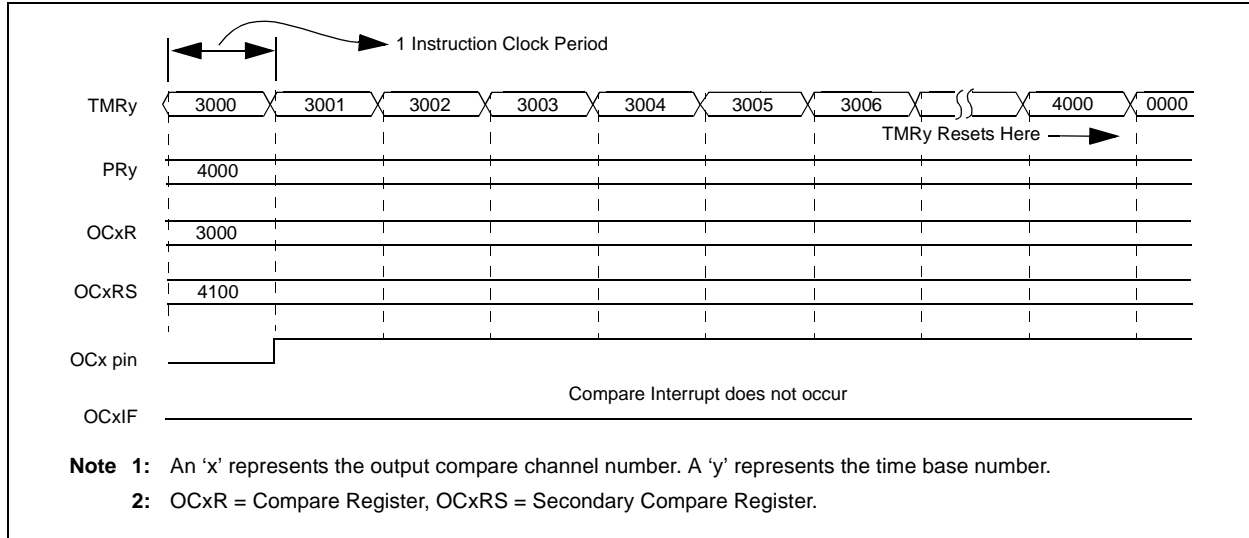 1 Instruction Clock Period
TMRy 3000 3001 3002 3003 3004 3005 3006 4000 0000
TMRy Resets Here
PRy 4000
OCxR 3000
OCxRS 4100
OCx pin
Compare Interrupt does not occur
OCxIF
Note 1: An ‘x’ represents the output compare channel number. A ‘y’ represents the time base number.
2: OCxR = Compare Register, OCxRS = Secondary Compare Register.